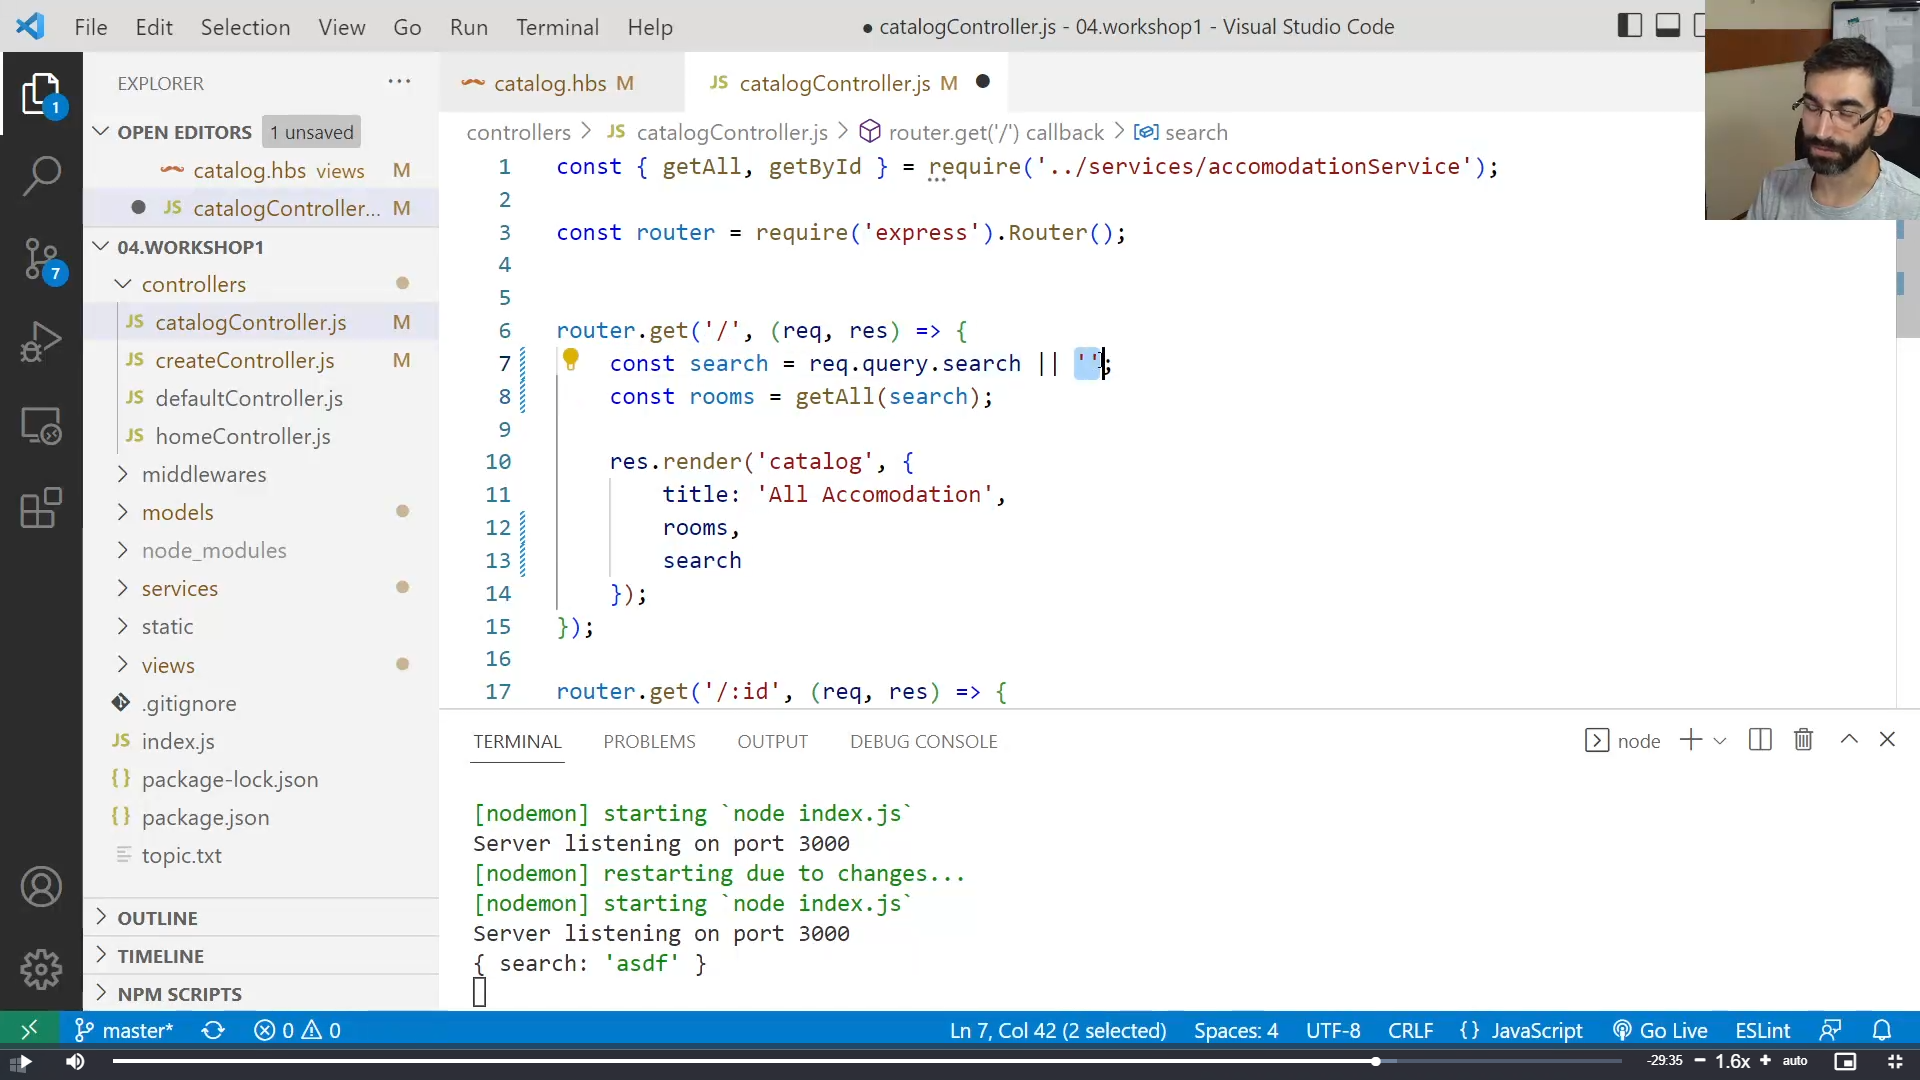 File Edit Selection View Go Run Terminal Help
● catalogController.js - 04.workshop1 - Visual Studio Code
EXPLORER
catalog.hbs M
JS catalogController.js M
OPEN EDITORS 1 unsaved
controllers > JS catalogController.js > router.get('/') callback > search
catalog.hbs views M
JS catalogController... M
04.WORKSHOP1
controllers
JS catalogController.js M
JS createController.js M
JS defaultController.js
JS homeController.js
middlewares
models
node_modules
services
static
views
.gitignore
JS index.js
{} package-lock.json
{} package.json
topic.txt
OUTLINE
TIMELINE
NPM SCRIPTS
1
7
1 const { getAll, getById } = require('../services/accomodationService');
2
3 const router = require('express').Router();
4
5
6 router.get('/', (req, res) => {
7 const search = req.query.search || '';
8 const rooms = getAll(search);
9
10 res.render('catalog', {
11 title: 'All Accomodation',
12 rooms,
13 search
14 });
15 });
16
17 router.get('/:id', (req, res) => {
TERMINAL PROBLEMS OUTPUT DEBUG CONSOLE
node
[nodemon] starting `node index.js`
Server listening on port 3000
[nodemon] restarting due to changes...
[nodemon] starting `node index.js`
Server listening on port 3000
{ search: 'asdf' }
master* 0 0
Ln 7, Col 42 (2 selected) Spaces: 4 UTF-8 CRLF {} JavaScript Go Live ESLint
-29:35 − 1.6x + auto